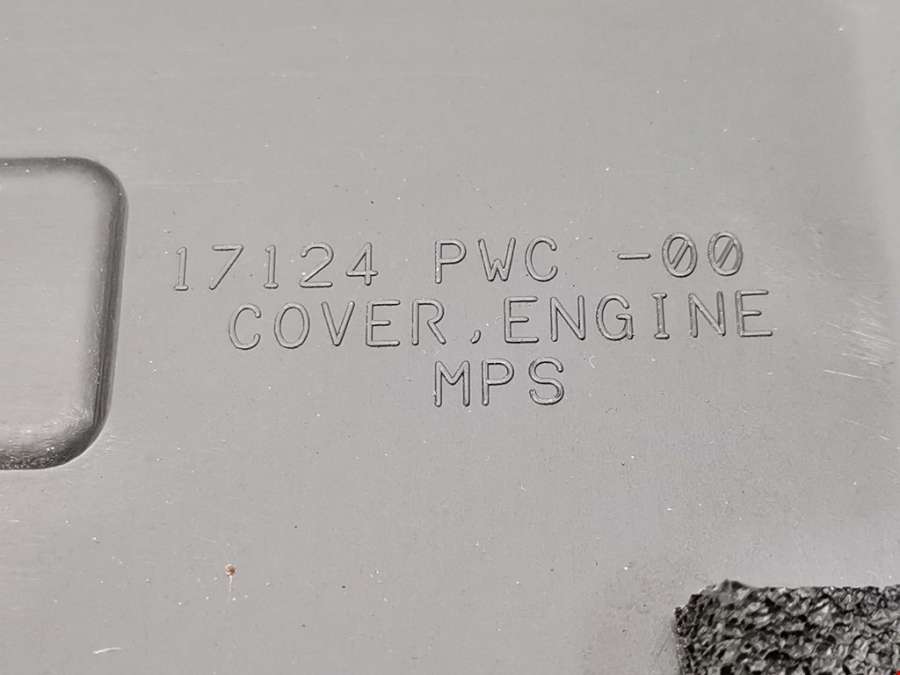 17124 PWC -00
COVER,ENGINE
MPS